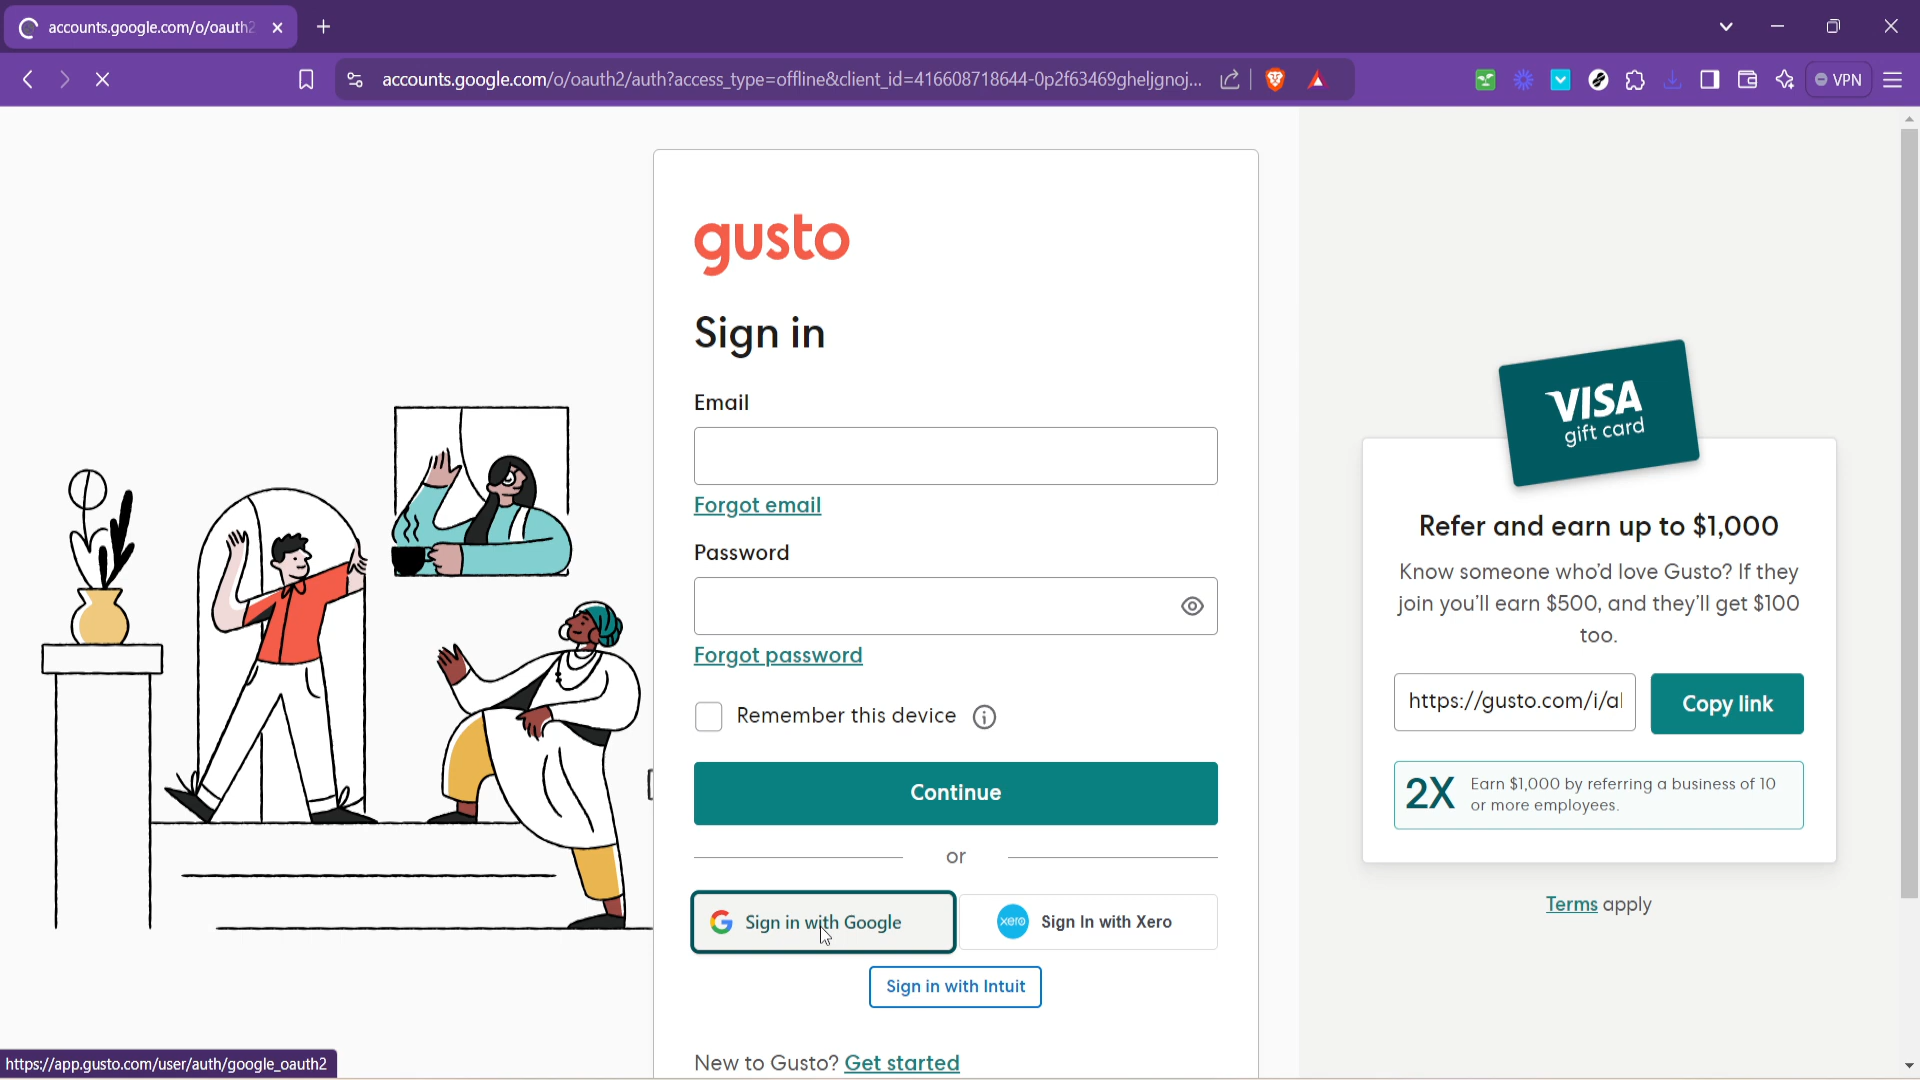 accounts.google.com/o/oauth2
accounts.google.com/o/oauth2/auth?access_type=offline&client_id=416608718644-0p2f63469gheljgnoj...
VPN
gusto
Sign in
Email
Forgot email
Password
Forgot password
Remember this device
Continue
or
Sign in with Google
xero Sign In with Xero
Sign in with Intuit
New to Gusto? Get started
VISA
gift card
Refer and earn up to $1,000
Know someone who'd love Gusto? If they
join you'll earn $500, and they'll get $100
too.
https://gusto.com/i/al
Copy link
2X
Earn $1,000 by referring a business of 10
or more employees.
Terms apply
https://app.gusto.com/user/auth/google_oauth2